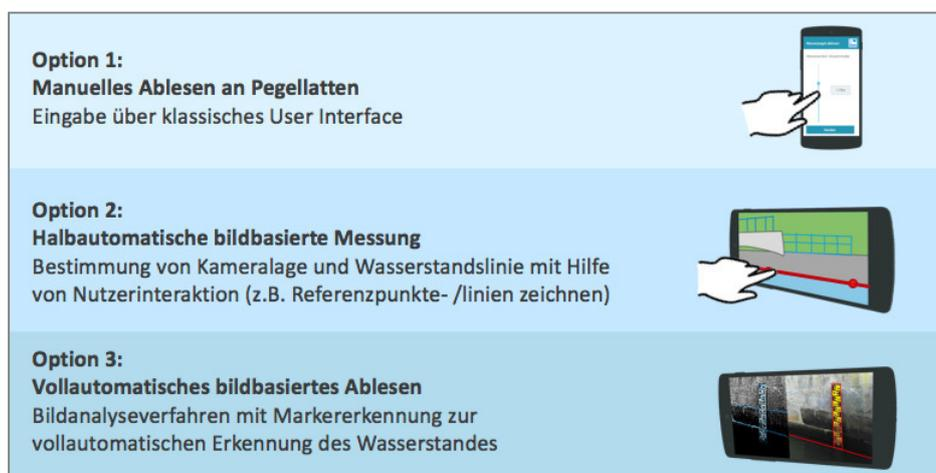 Option 1:
Manuelles Ablesen an Pegellatten
Eingabe über klassisches User Interface
Option 2:
Halbautomatische bildbasierte Messung
Bestimmung von Kameralage und Wasserstandslinie mit Hilfe
von Nutzerinteraktion (z.B. Referenzpunkte- /linien zeichnen)
Option 3:
Vollautomatisches bildbasiertes Ablesen
Bildanalyseverfahren mit Markererkennung zur
vollautomatischen Erkennung des Wasserstandes